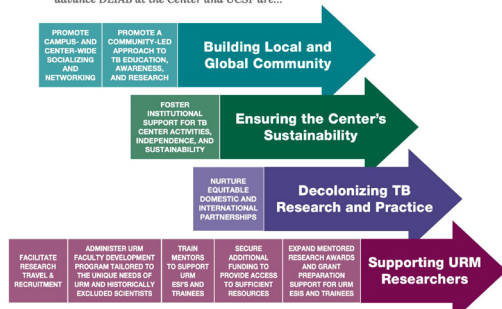 advance DEIAB at the Center and UCSF are...
PROMOTE
CAMPUS- AND
CENTER-WIDE
SOCIALIZING
AND
NETWORKING
PROMOTE A
COMMUNITY-LED
APPROACH TO
TB EDUCATION,
AWARENESS,
AND RESEARCH
Building Local and
Global Community
FOSTER
INSTITUTIONAL
SUPPORT FOR TB
CENTER ACTIVITIES,
INDEPENDENCE, AND
SUSTAINABILITY
Ensuring the Center's
Sustainability
NURTURE
EQUITABLE
DOMESTIC AND
INTERNATIONAL
PARTNERSHIPS
Decolonizing TB
Research and Practice
FACILITATE
RESEARCH
TRAVEL &
RECRUITMENT
ADMINISTER URM
FACULTY DEVELOPMENT
PROGRAM TAILORED TO
THE UNIQUE NEEDS OF
URM AND HISTORICALLY
EXCLUDED SCIENTISTS
TRAIN
MENTORS
TO SUPPORT
URM
ESI'S AND
TRAINEES
SECURE
ADDITIONAL
FUNDING TO
PROVIDE ACCESS
TO SUFFICIENT
RESOURCES
EXPAND MENTORED
RESEARCH AWARDS
AND GRANT
PREPARATION
SUPPORT FOR URM
ESIS AND TRAINEES
Supporting URM
Researchers